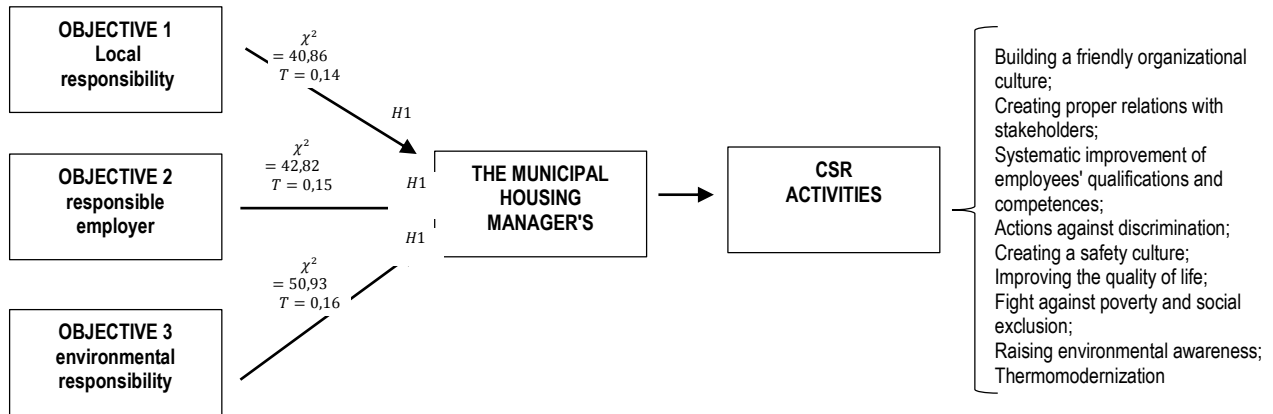 OBJECTIVE 1
Local
responsibility
χ²
= 40,86
T = 0,14
H1
OBJECTIVE 2
responsible
employer
χ²
= 42,82
T = 0,15
H1
OBJECTIVE 3
environmental
responsibility
χ²
= 50,93
T = 0,16
H1
THE MUNICIPAL
HOUSING
MANAGER'S
CSR
ACTIVITIES
Building a friendly organizational
culture;
Creating proper relations with
stakeholders;
Systematic improvement of
employees' qualifications and
competences;
Actions against discrimination;
Creating a safety culture;
Improving the quality of life;
Fight against poverty and social
exclusion;
Raising environmental awareness;
Thermomodernization